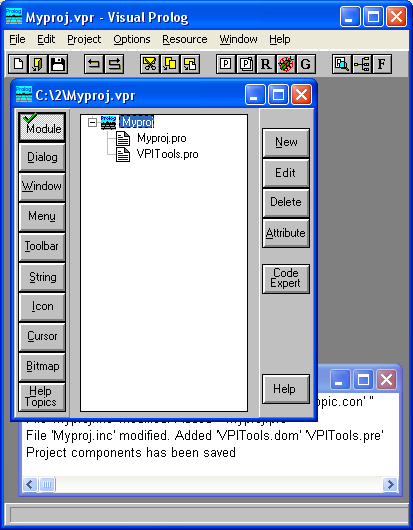 Myproj.vpr - Visual Prolog
File Edit Project Options Resource Window Help
P P R G F
C:\2\Myproj.vpr
Module
Dialog
Window
Menu
Toolbar
String
Icon
Cursor
Bitmap
Help
Topics
Myproj
Myproj.pro
VPITools.pro
New
Edit
Delete
Attribute
Code
Expert
Help
opic.con' "
File 'Myproj.inc' modified. Added 'VPITools.dom' 'VPITools.pre'
Project components has been saved